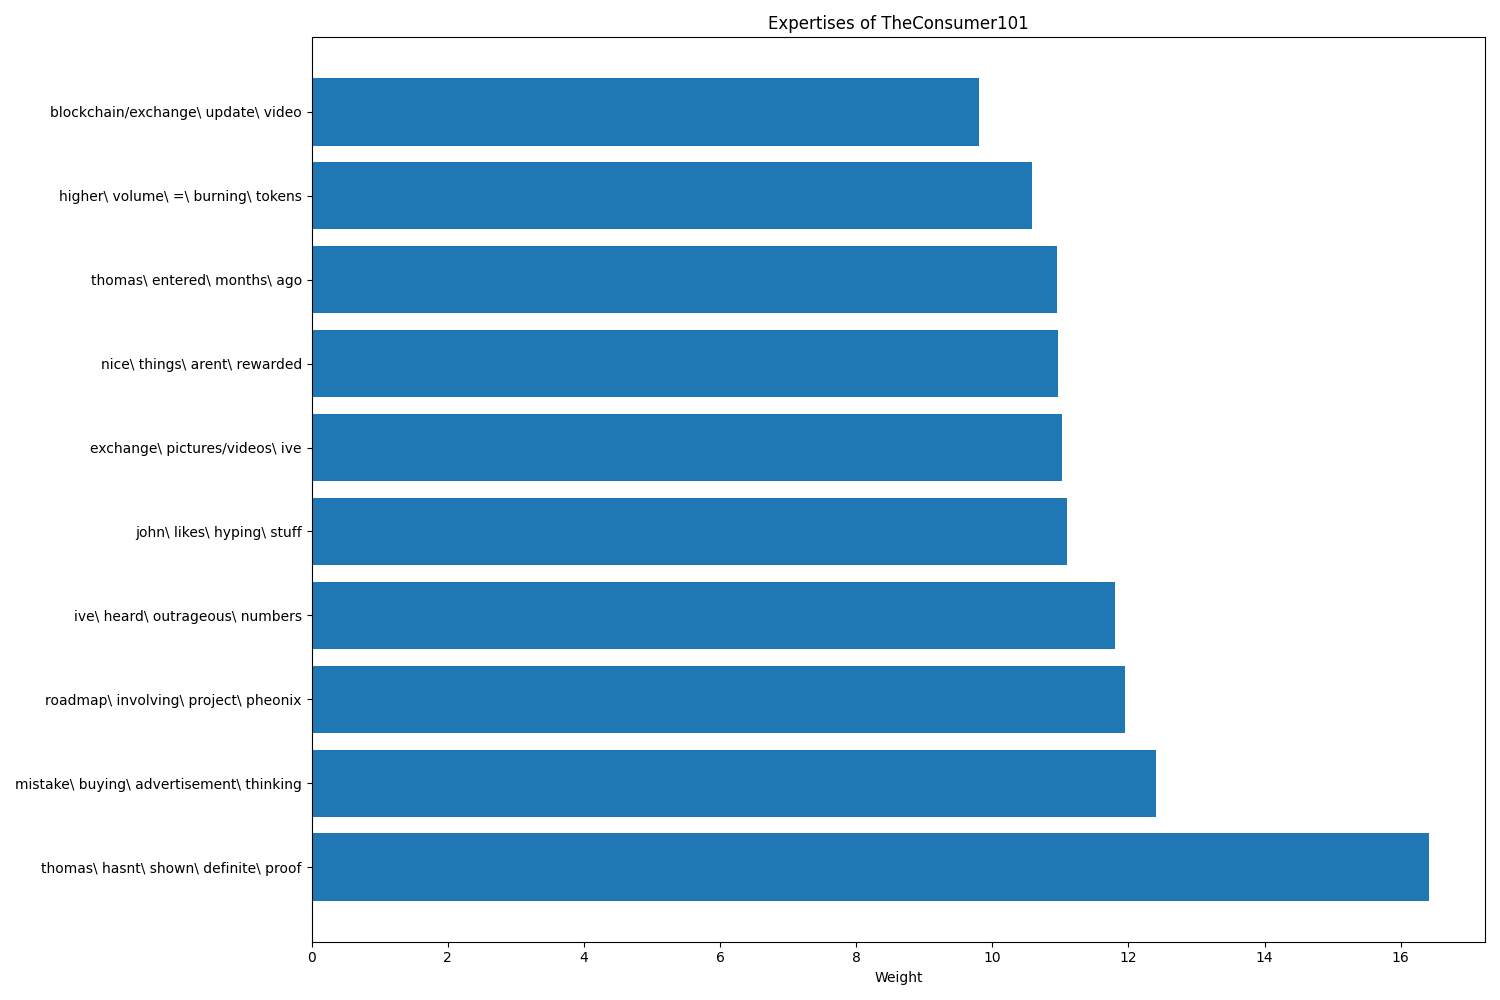 Expertises of TheConsumer101
blockchain/exchange\ update\ video
higher\ volume\ =\ burning\ tokens
thomas\ entered\ months\ ago
nice\ things\ arent\ rewarded
exchange\ pictures/videos\ ive
john\ likes\ hyping\ stuff
ive\ heard\ outrageous\ numbers
roadmap\ involving\ project\ pheonix
mistake\ buying\ advertisement\ thinking
thomas\ hasnt\ shown\ definite\ proof
0 2 4 6 8 10 12 14 16
Weight